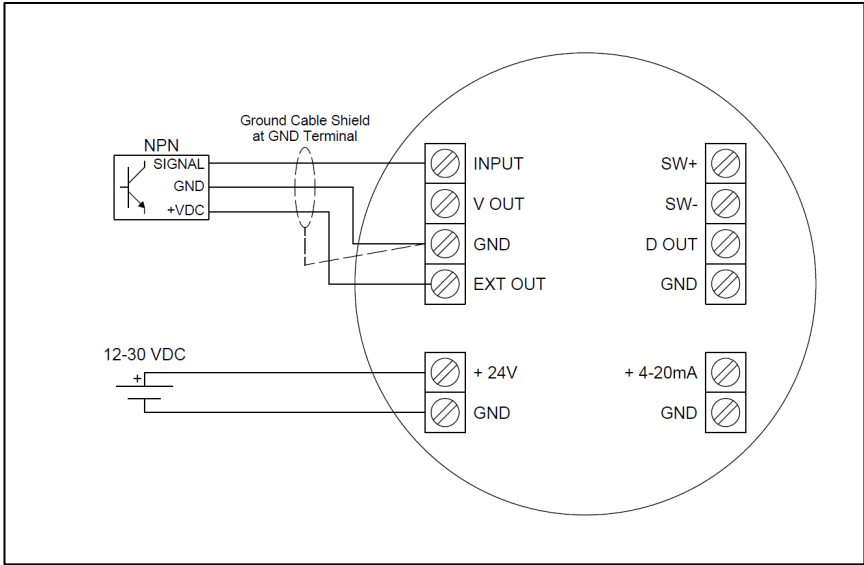 Ground Cable Shield
at GND Terminal
NPN
SIGNAL
GND
+VDC
INPUT
V OUT
GND
EXT OUT
SW+
SW-
D OUT
GND
12-30 VDC
+
+ 24V
GND
+ 4-20mA
GND